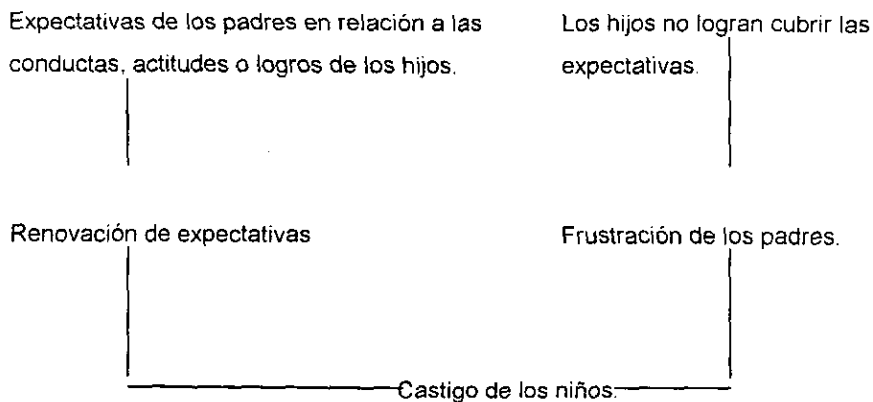 Expectativas de los padres en relación a las
conductas, actitudes o logros de los hijos.
Los hijos no logran cubrir las
expectativas.
Renovación de expectativas
Frustración de los padres.
Castigo de los niños.